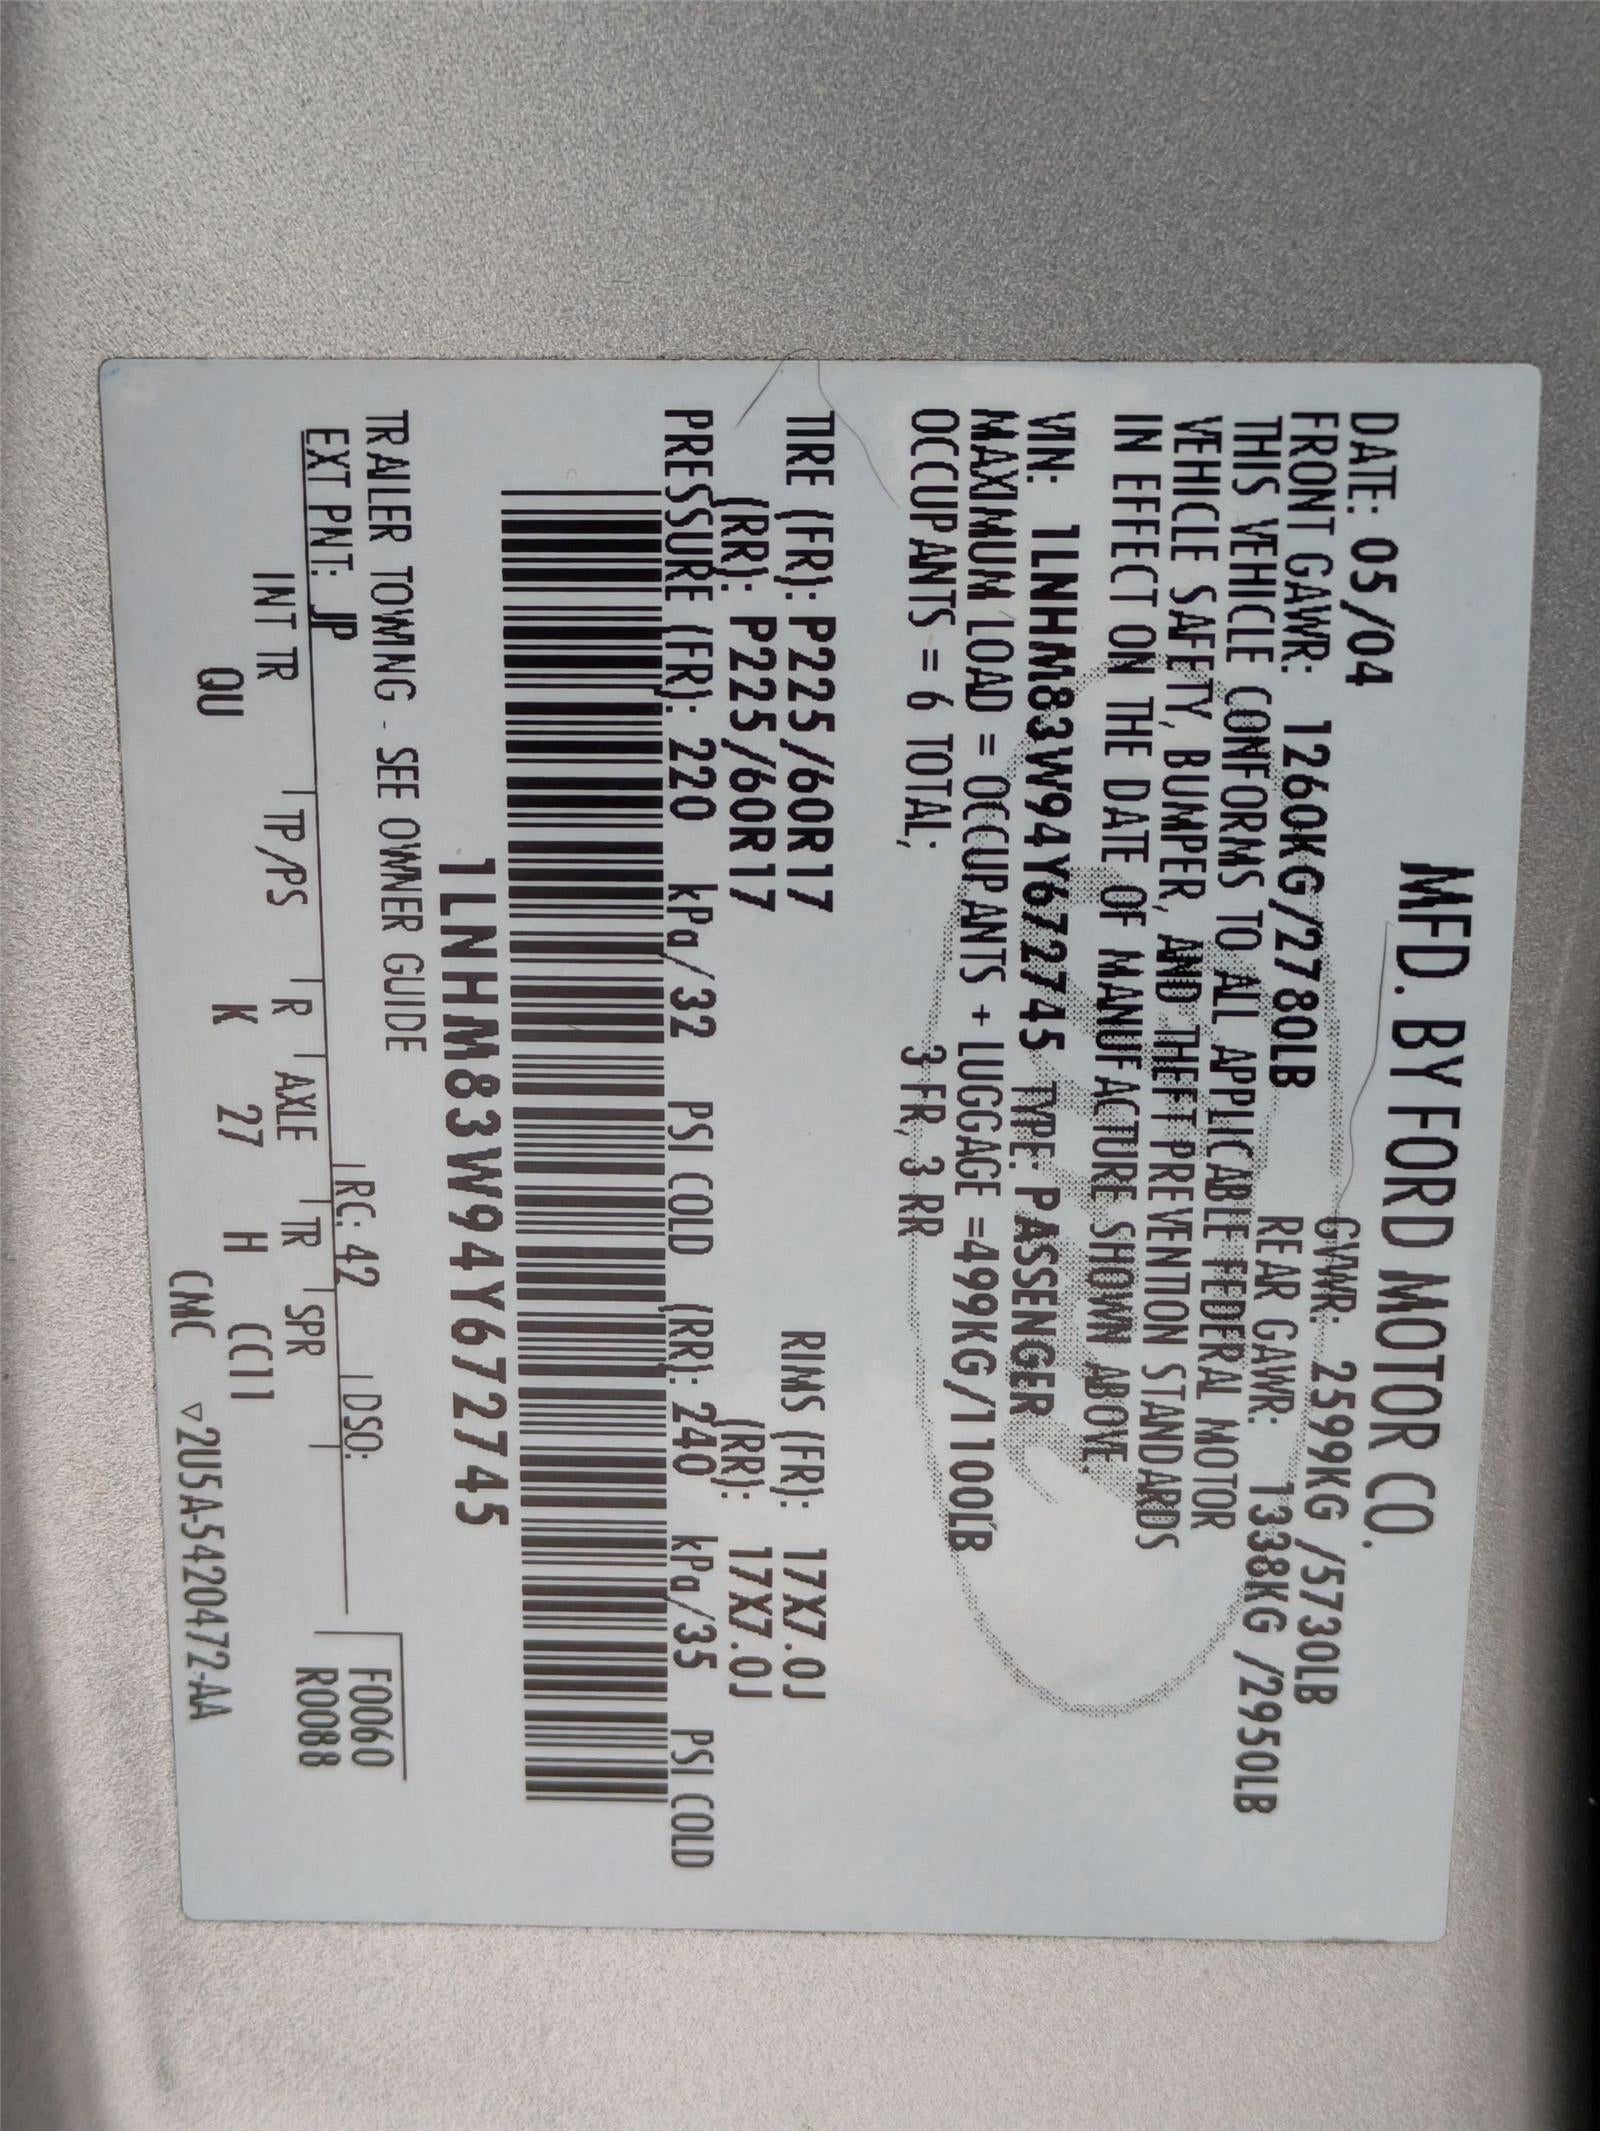 MFD. BY FORD MOTOR CO.
DATE: 05/04 GVWR: 2599KG /5730LB
FRONT GAWR: 1260KG/2780LB REAR GAWR: 1338KG /2950LB
THIS VEHICLE CONFORMS TO ALL APPLICABLE FEDERAL MOTOR
VEHICLE SAFETY, BUMPER, AND THEFT PREVENTION STANDARDS
IN EFFECT ON THE DATE OF MANUFACTURE SHOWN ABOVE.
VIN: 1LNHM83W94Y672745 TYPE: PASSENGER
MAXIMUM LOAD = OCCUPANTS + LUGGAGE =499KG/1100LB
OCCUPANTS = 6 TOTAL; 3 FR, 3 RR
TIRE (FR): P225/60R17 RIMS (FR): 17X7.0J
(RR): P225/60R17 (RR): 17X7.0J
PRESSURE (FR): 220 kPa/32 PSI COLD (RR): 240 kPa/35 PSI COLD
1LNHM83W94Y672745
TRAILER TOWING - SEE OWNER GUIDE
EXT PNT: JP RC: 42 DSO: F0060
R0088
INT TR TP/PS R AXLE TR SPR
QU K 27 H CC11
CMC ▽2U5A-5420472-AA